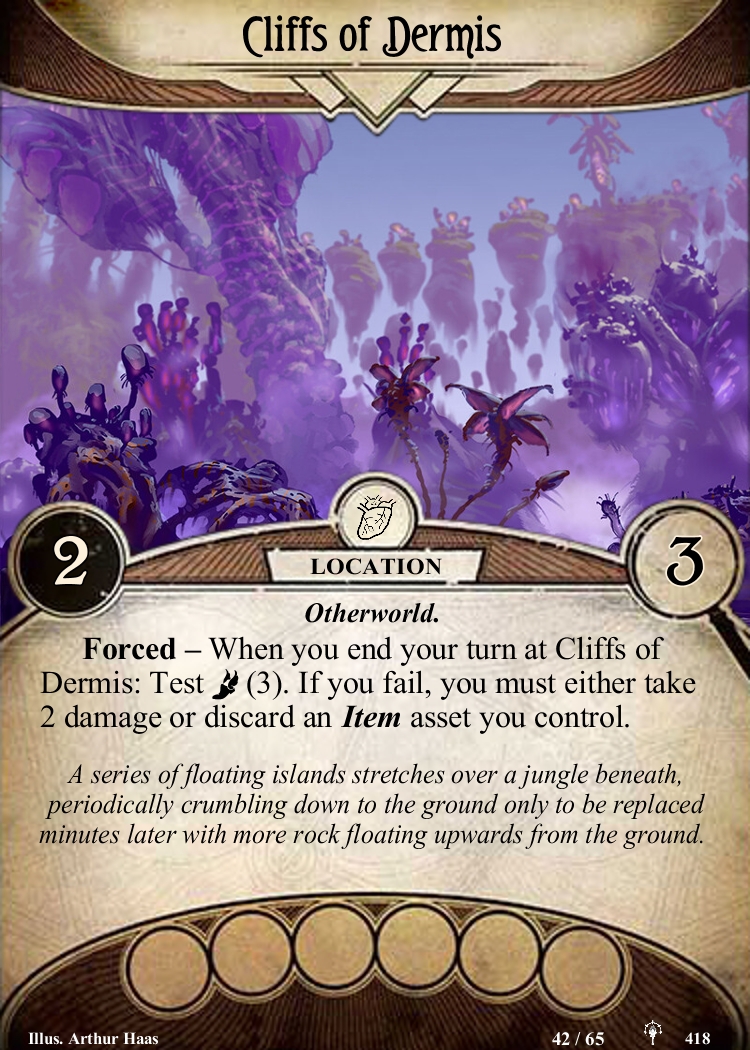 Cliffs of Dermis
2
LOCATION
3
Otherworld.
Forced – When you end your turn at Cliffs of
Dermis: Test (3). If you fail, you must either take
2 damage or discard an Item asset you control.
A series of floating islands stretches over a jungle beneath,
periodically crumbling down to the ground only to be replaced
minutes later with more rock floating upwards from the ground.
Illus. Arthur Haas 42 / 65 418